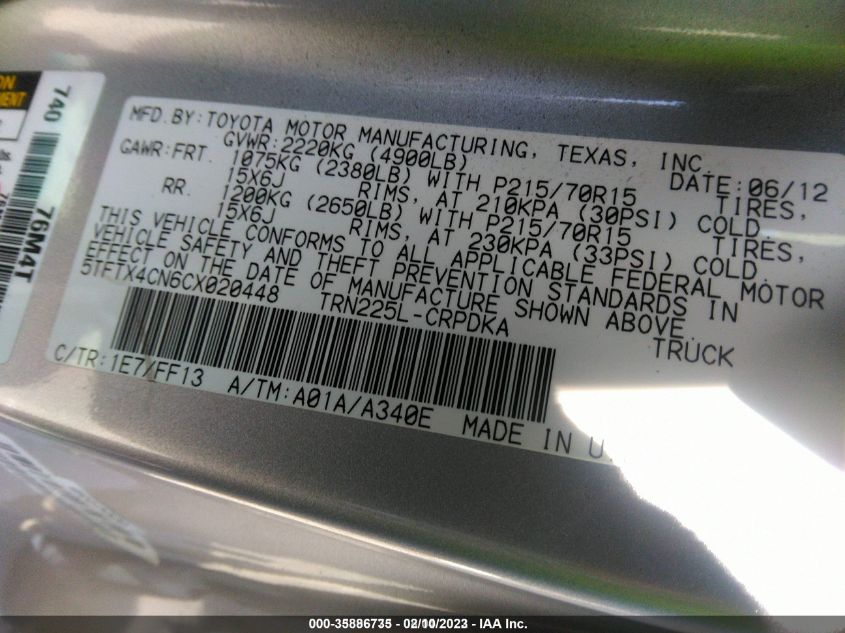 MFD.BY:TOYOTA MOTOR MANUFACTURING, TEXAS, INC.
GVWR:2220KG (4900LB) DATE:06/12
GAWR:FRT. 1075KG (2380LB) WITH P215/70R15 TIRES,
15X6J RIMS, AT 210KPA (30PSI) COLD
RR. 1200KG (2650LB) WITH P215/70R15 TIRES,
15X6J RIMS, AT 230KPA (33PSI) COLD
THIS VEHICLE CONFORMS TO ALL APPLICABLE FEDERAL MOTOR
VEHICLE SAFETY AND THEFT PREVENTION STANDARDS IN
EFFECT ON THE DATE OF MANUFACTURE SHOWN ABOVE
5TFTX4CN6CX020448 TRN225L-CRPDKA TRUCK
C/TR:1E7/FF13 A/TM:A01A/A340E MADE IN U
740
76M4T
000-35886735 - 02/10/2023 - IAA Inc.